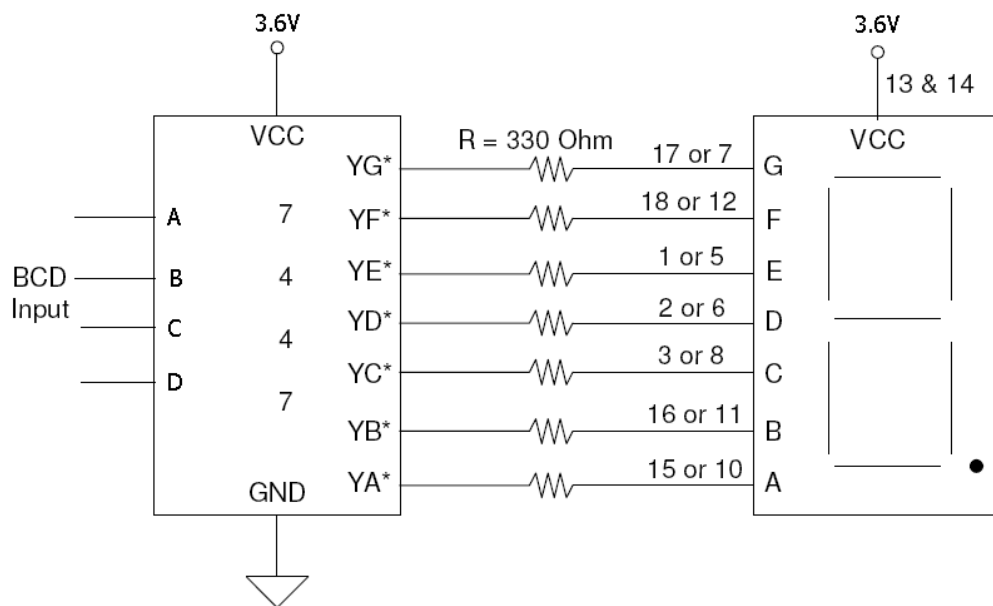 3.6V
3.6V
13 & 14
VCC
R = 330 Ohm
VCC
YG*
17 or 7
G
A
7
YF*
18 or 12
F
BCD
Input
B
4
YE*
1 or 5
E
C
4
YD*
2 or 6
D
D
7
YC*
3 or 8
C
YB*
16 or 11
B
GND
YA*
15 or 10
A